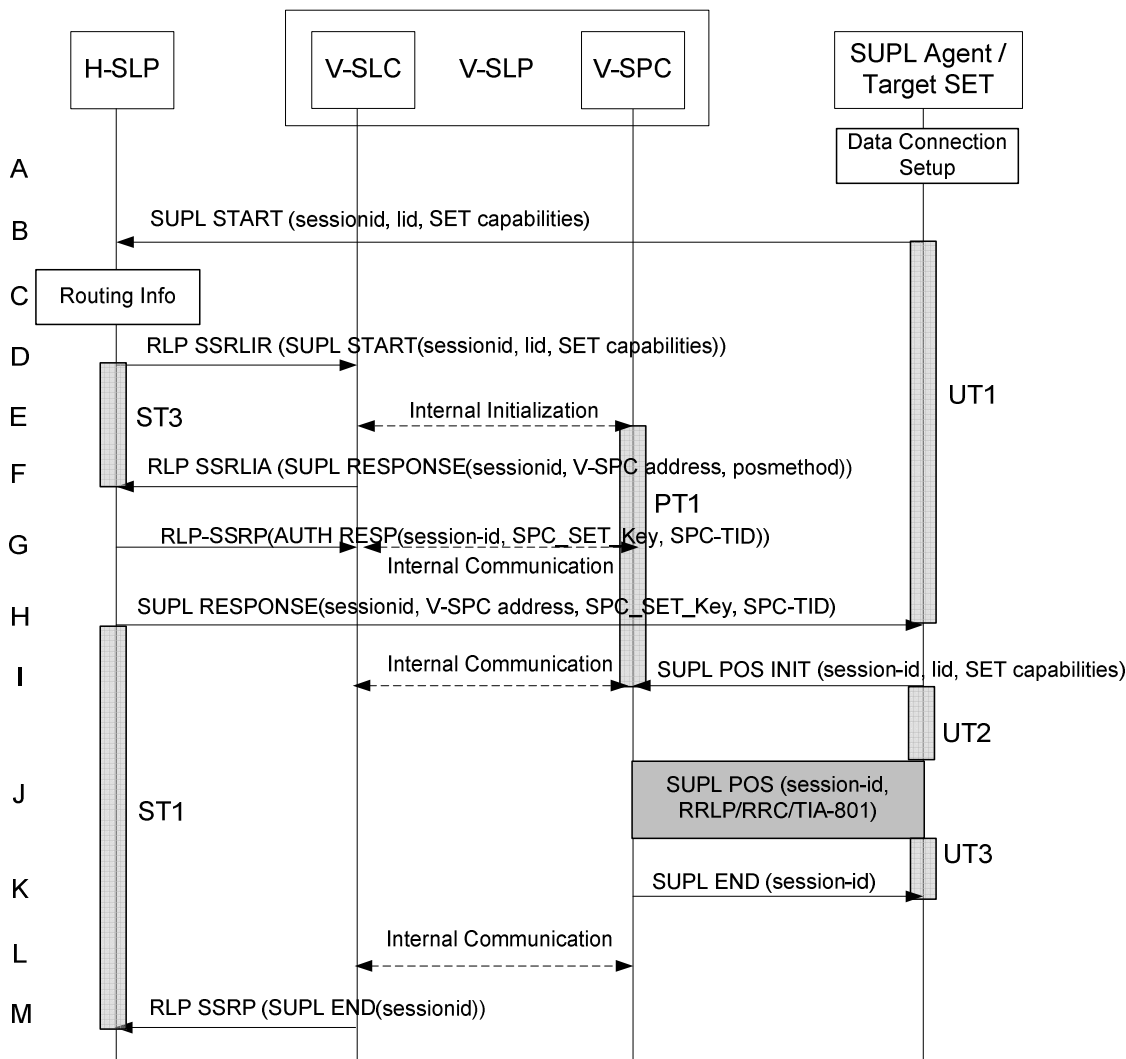 H-SLP
V-SLC
V-SLP
V-SPC
SUPL Agent /
Target SET
Data Connection
Setup
A
B
SUPL START (sessionid, lid, SET capabilities)
C
Routing Info
D
RLP SSRLIR (SUPL START(sessionid, lid, SET capabilities))
UT1
E
ST3
Internal Initialization
F
RLP SSRLIA (SUPL RESPONSE(sessionid, V-SPC address, posmethod))
PT1
G
RLP-SSRP(AUTH RESP(session-id, SPC_SET_Key, SPC-TID))
Internal Communication
H
SUPL RESPONSE(sessionid, V-SPC address, SPC_SET_Key, SPC-TID)
I
Internal Communication
SUPL POS INIT (session-id, lid, SET capabilities)
UT2
J
ST1
SUPL POS (session-id,
RRLP/RRC/TIA-801)
UT3
K
SUPL END (session-id)
L
Internal Communication
M
RLP SSRP (SUPL END(sessionid))